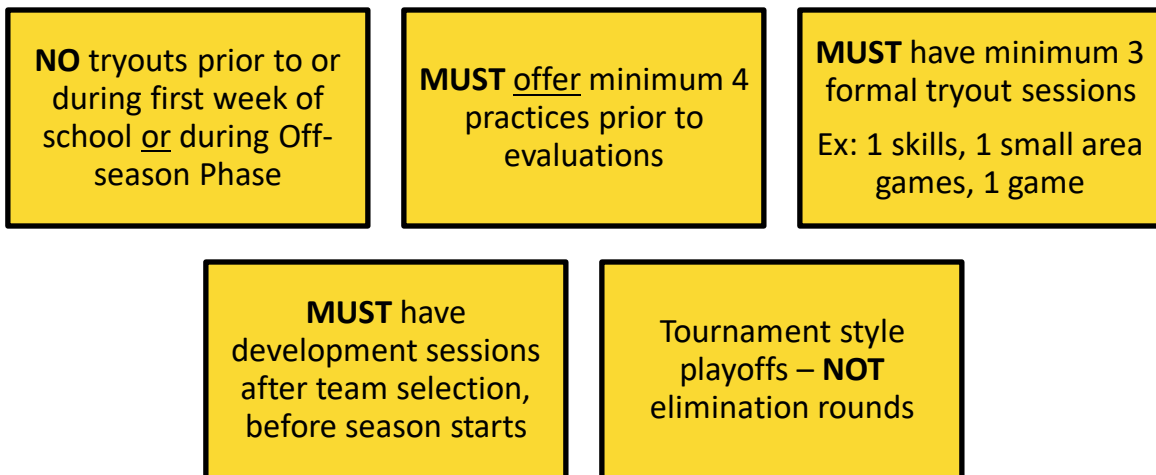 NO tryouts prior to or
during first week of
school or during Off-
season Phase
MUST offer minimum 4
practices prior to
evaluations
MUST have minimum 3
formal tryout sessions
Ex: 1 skills, 1 small area
games, 1 game
MUST have
development sessions
after team selection,
before season starts
Tournament style
playoffs – NOT
elimination rounds